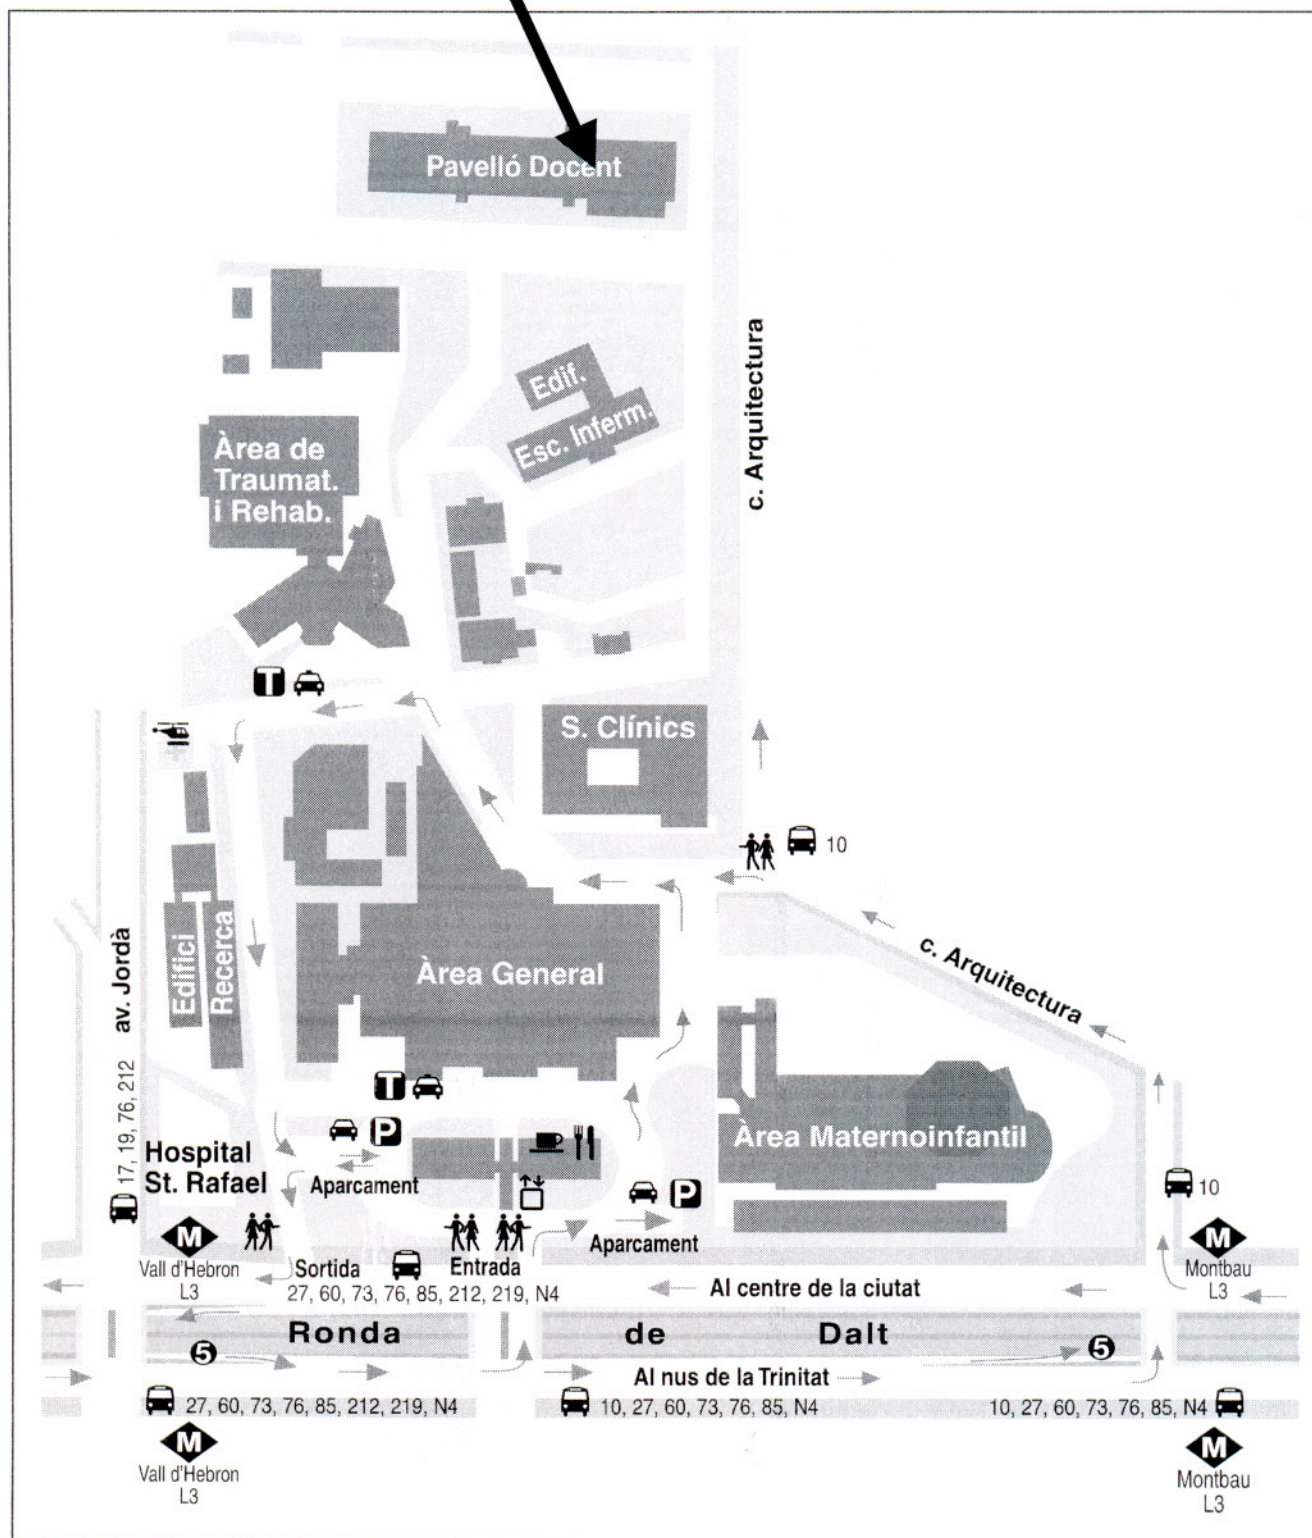 Pavelló Docent
Edif.
Esc. Inferm.
c. Arquitectura
Àrea de
Traumat.
i Rehab.
T
S. Clínics
10
c. Arquitectura
Edifici
Recerca
av. Jordà
17, 19, 76, 212
Àrea General
T
P
Aparcament
Hospital
St. Rafael
Àrea Maternoinfantil
P
Aparcament
10
M
Vall d'Hebron
L3
Sortida
Entrada
27, 60, 73, 76, 85, 212, 219, N4
Al centre de la ciutat
M
Montbau
L3
Ronda de Dalt
5
5
Al nus de la Trinitat
27, 60, 73, 76, 85, 212, 219, N4
10, 27, 60, 73, 76, 85, N4
10, 27, 60, 73, 76, 85, N4
M
Vall d'Hebron
L3
M
Montbau
L3